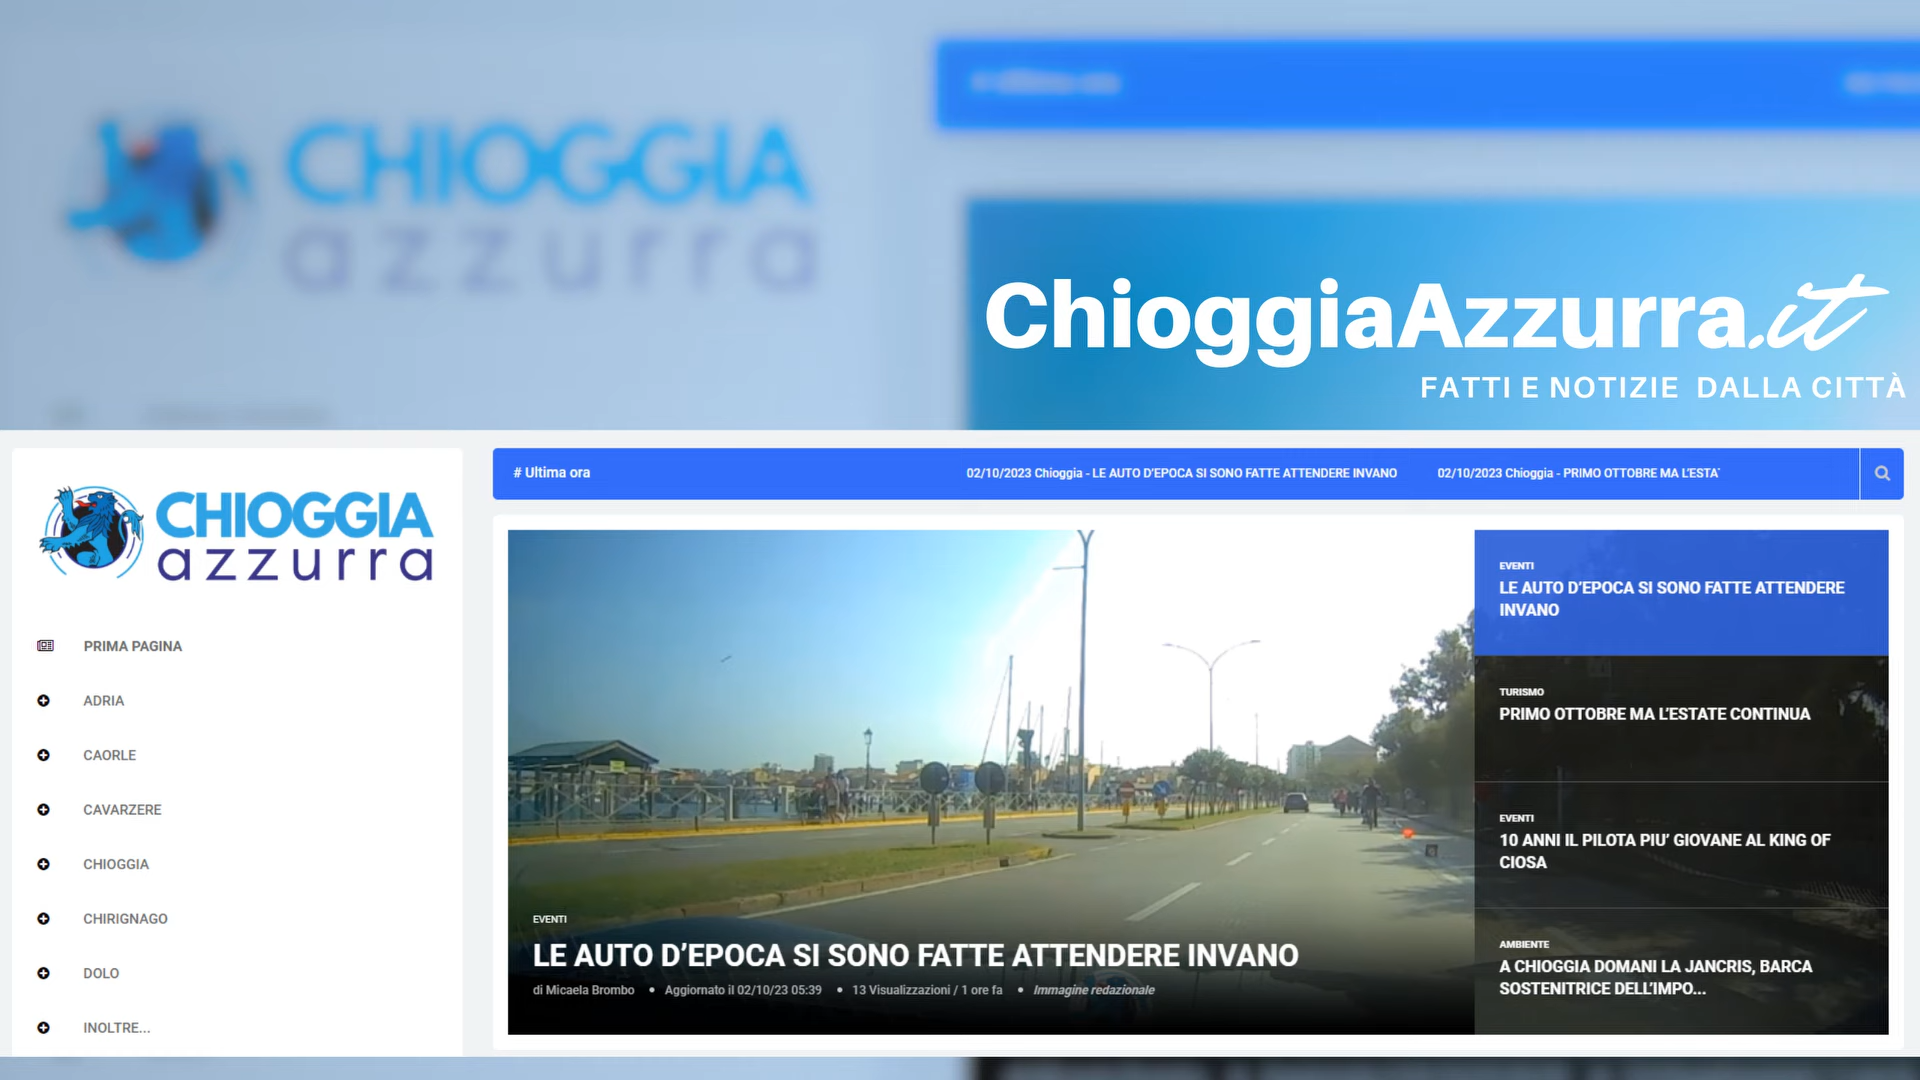 # Ultima ora
CHIOGGIA
azzurra
ChioggiaAzzurra.it
FATTI E NOTIZIE DALLA CITTÀ
CHIOGGIA
azzurra
PRIMA PAGINA
ADRIA
CAORLE
CAVARZERE
CHIOGGIA
CHIRIGNAGO
DOLO
INOLTRE...
# Ultima ora
02/10/2023 Chioggia - LE AUTO D'EPOCA SI SONO FATTE ATTENDERE INVANO
02/10/2023 Chioggia - PRIMO OTTOBRE MA L'ESTA
EVENTI
LE AUTO D'EPOCA SI SONO FATTE ATTENDERE INVANO
di Micaela Brombo • Aggiornato il 02/10/23 05:39 • 13 Visualizzazioni / 1 ore fa • Immagine redazionale
EVENTI
LE AUTO D'EPOCA SI SONO FATTE ATTENDERE
INVANO
TURISMO
PRIMO OTTOBRE MA L'ESTATE CONTINUA
EVENTI
10 ANNI IL PILOTA PIU' GIOVANE AL KING OF
CIOSA
AMBIENTE
A CHIOGGIA DOMANI LA JANCRIS, BARCA
SOSTENITRICE DELL'IMPO...